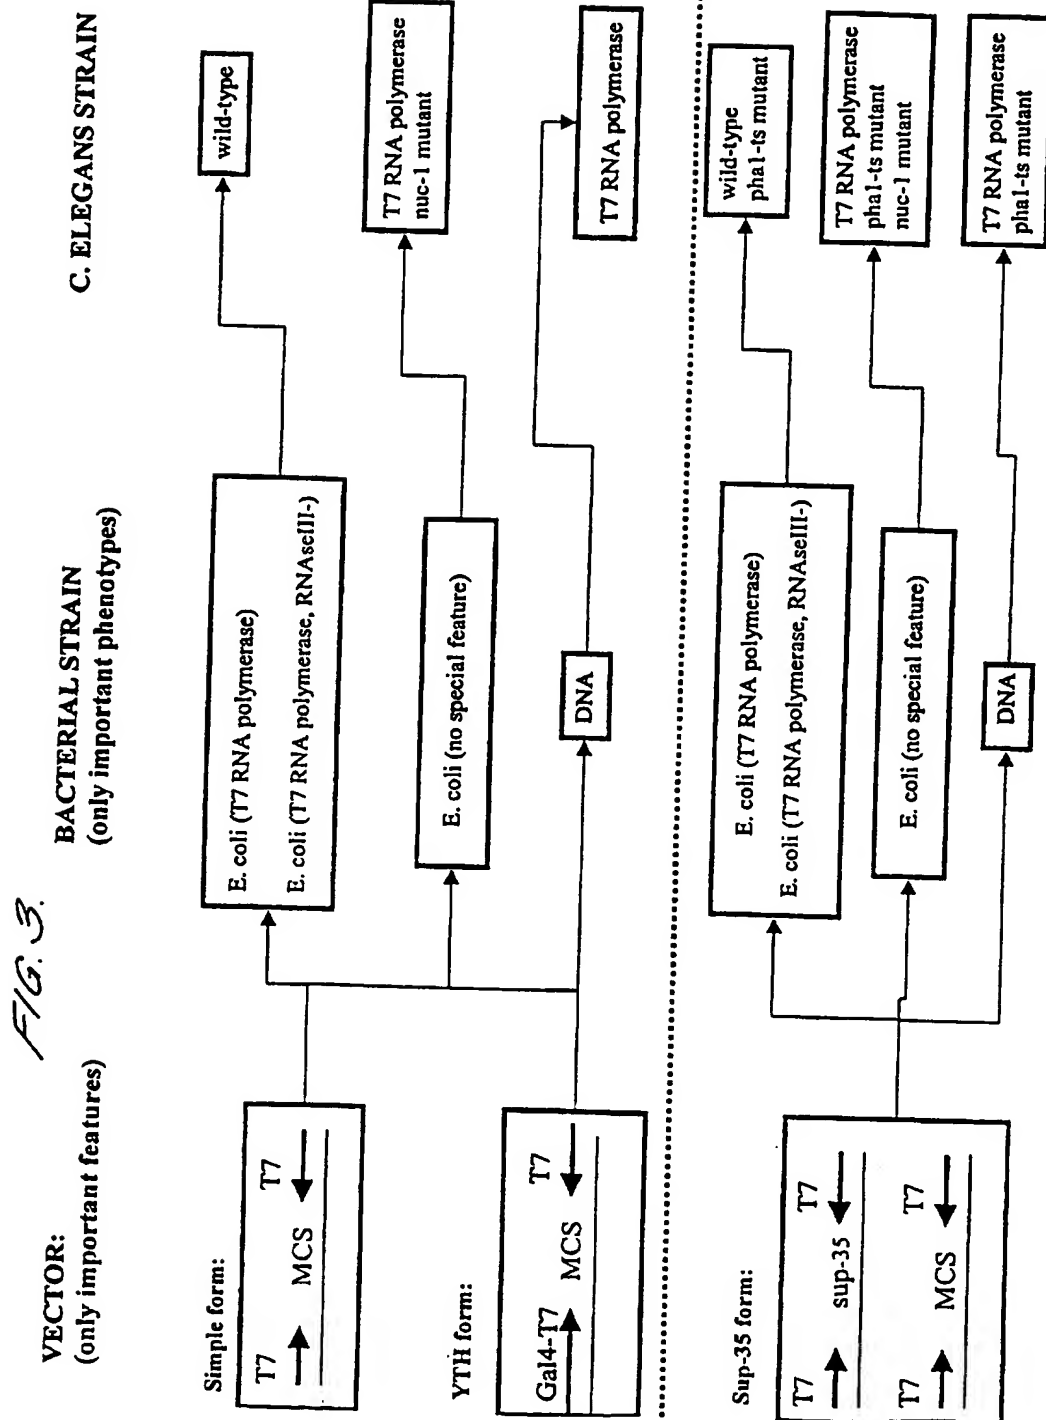 FIG. 3.
VECTOR:
(only important features)
BACTERIAL STRAIN
(only important phenotypes)
C. ELEGANS STRAIN
Simple form:
T7
T7
MCS
YTH form:
Gal4-T7
T7
MCS
E. coli (T7 RNA polymerase)
E. coli (T7 RNA polymerase, RNAseIII-)
E. coli (no special feature)
DNA
wild-type
T7 RNA polymerase
nuc-1 mutant
T7 RNA polymerase
Sup-35 form:
T7
T7
sup-35
T7
T7
MCS
E. coli (T7 RNA polymerase)
E. coli (T7 RNA polymerase, RNAseIII-)
E. coli (no special feature)
DNA
wild-type
pha1-ts mutant
T7 RNA polymerase
pha1-ts mutant
nuc-1 mutant
T7 RNA polymerase
pha1-ts mutant